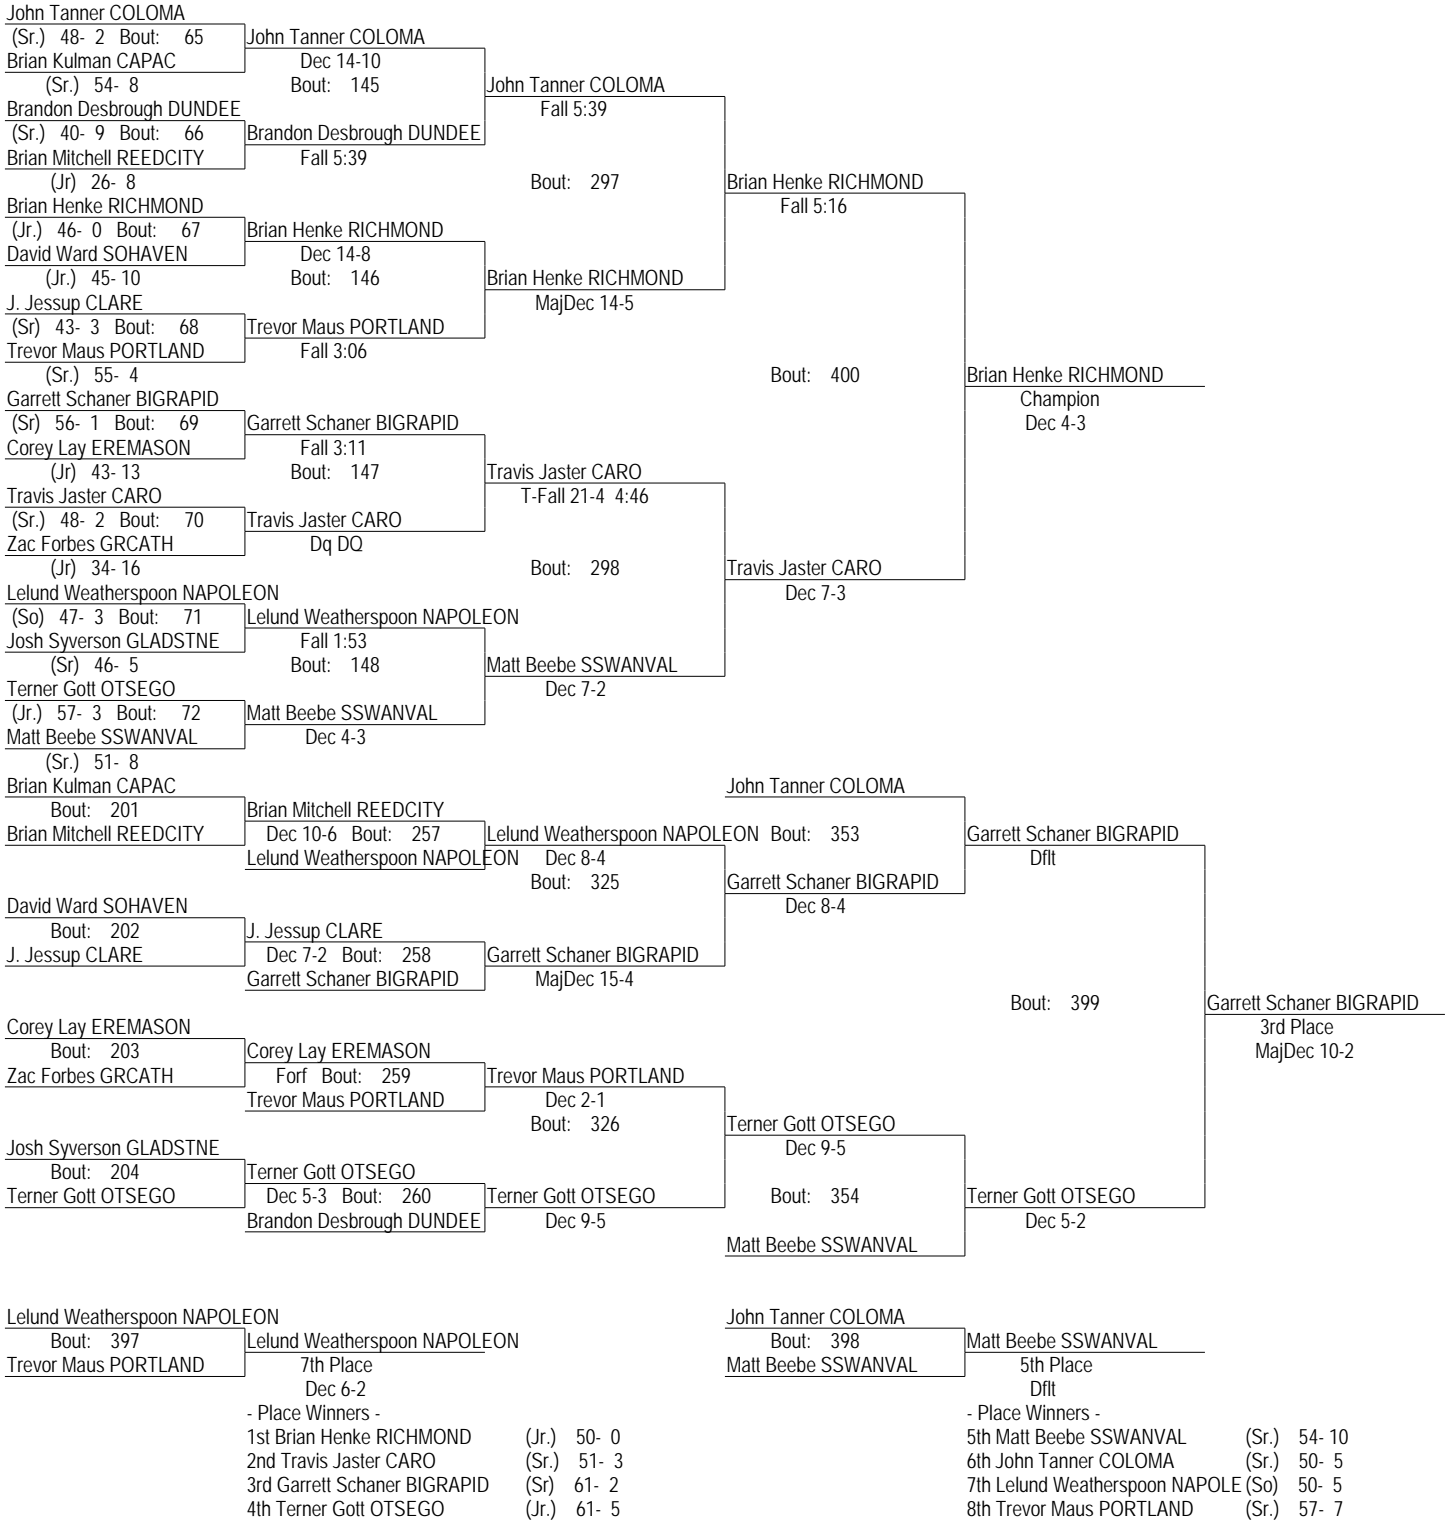 John Tanner COLOMA
(Sr.) 48- 2 Bout: 65 John Tanner COLOMA
Brian Kulman CAPAC Dec 14-10
(Sr.) 54- 8 Bout: 145 John Tanner COLOMA
Brandon Desbrough DUNDEE Fall 5:39
(Sr.) 40- 9 Bout: 66 Brandon Desbrough DUNDEE
Brian Mitchell REEDCITY Fall 5:39
(Jr) 26- 8 Bout: 297 Brian Henke RICHMOND
Brian Henke RICHMOND Fall 5:16
(Jr.) 46- 0 Bout: 67 Brian Henke RICHMOND
David Ward SOHAVEN Dec 14-8
(Jr.) 45- 10 Bout: 146 Brian Henke RICHMOND
J. Jessup CLARE MajDec 14-5
(Sr) 43- 3 Bout: 68 Trevor Maus PORTLAND
Trevor Maus PORTLAND Fall 3:06
(Sr.) 55- 4 Bout: 400 Brian Henke RICHMOND
Garrett Schaner BIGRAPID Champion
(Sr) 56- 1 Bout: 69 Garrett Schaner BIGRAPID Dec 4-3
Corey Lay EREMASON Fall 3:11
(Jr) 43- 13 Bout: 147 Travis Jaster CARO
Travis Jaster CARO T-Fall 21-4 4:46
(Sr.) 48- 2 Bout: 70 Travis Jaster CARO
Zac Forbes GRCATH Dq DQ
(Jr) 34- 16 Bout: 298 Travis Jaster CARO
Lelund Weatherspoon NAPOLEON Dec 7-3
(So) 47- 3 Bout: 71 Lelund Weatherspoon NAPOLEON
Josh Syverson GLADSTNE Fall 1:53
(Sr) 46- 5 Bout: 148 Matt Beebe SSWANVAL
Terner Gott OTSEGO Dec 7-2
(Jr.) 57- 3 Bout: 72 Matt Beebe SSWANVAL
Matt Beebe SSWANVAL Dec 4-3
(Sr.) 51- 8
Brian Kulman CAPAC John Tanner COLOMA
Bout: 201 Brian Mitchell REEDCITY
Brian Mitchell REEDCITY Dec 10-6 Bout: 257 Lelund Weatherspoon NAPOLEON Bout: 353 Garrett Schaner BIGRAPID
Lelund Weatherspoon NAPOLEON Dec 8-4 Dflt
Bout: 325 Garrett Schaner BIGRAPID
David Ward SOHAVEN Dec 8-4
Bout: 202 J. Jessup CLARE
J. Jessup CLARE Dec 7-2 Bout: 258 Garrett Schaner BIGRAPID
Garrett Schaner BIGRAPID MajDec 15-4
Bout: 399 Garrett Schaner BIGRAPID
Corey Lay EREMASON 3rd Place
Bout: 203 Corey Lay EREMASON MajDec 10-2
Zac Forbes GRCATH Forf Bout: 259 Trevor Maus PORTLAND
Trevor Maus PORTLAND Dec 2-1
Bout: 326 Terner Gott OTSEGO
Josh Syverson GLADSTNE Dec 9-5
Bout: 204 Terner Gott OTSEGO
Terner Gott OTSEGO Dec 5-3 Bout: 260 Terner Gott OTSEGO Bout: 354 Terner Gott OTSEGO
Brandon Desbrough DUNDEE Dec 9-5 Dec 5-2
Matt Beebe SSWANVAL
Lelund Weatherspoon NAPOLEON John Tanner COLOMA
Bout: 397 Lelund Weatherspoon NAPOLEON Bout: 398 Matt Beebe SSWANVAL
Trevor Maus PORTLAND 7th Place Matt Beebe SSWANVAL 5th Place
Dec 6-2 Dflt
- Place Winners - - Place Winners -
1st Brian Henke RICHMOND (Jr.) 50- 0 5th Matt Beebe SSWANVAL (Sr.) 54- 10
2nd Travis Jaster CARO (Sr.) 51- 3 6th John Tanner COLOMA (Sr.) 50- 5
3rd Garrett Schaner BIGRAPID (Sr) 61- 2 7th Lelund Weatherspoon NAPOLE (So) 50- 5
4th Terner Gott OTSEGO (Jr.) 61- 5 8th Trevor Maus PORTLAND (Sr.) 57- 7